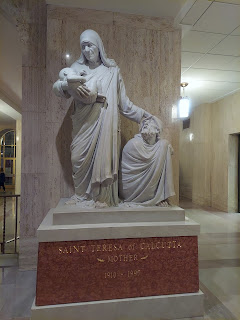 SAINT TERESA OF CALCUTTA
~MOTHER~
1910 - 1997